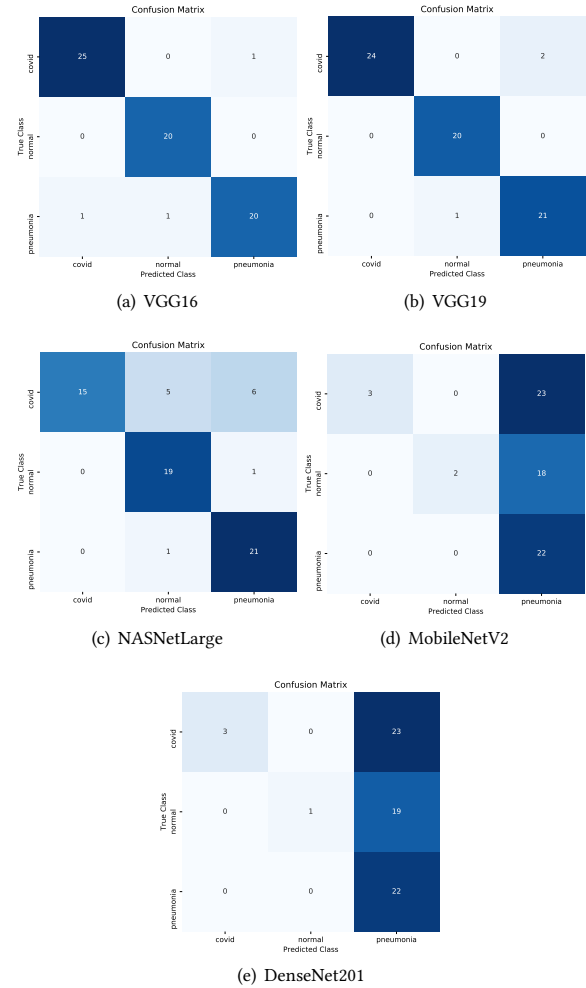 Confusion Matrix
covid 25 0 1
True Class
normal 0 20 0
pneumonia 1 1 20
covid normal pneumonia
Predicted Class
(a) VGG16
Confusion Matrix
covid 24 0 2
True Class
normal 0 20 0
pneumonia 0 1 21
covid normal pneumonia
Predicted Class
(b) VGG19
Confusion Matrix
covid 15 5 6
True Class
normal 0 19 1
pneumonia 0 1 21
covid normal pneumonia
Predicted Class
(c) NASNetLarge
Confusion Matrix
covid 3 0 23
True Class
normal 0 2 18
pneumonia 0 0 22
covid normal pneumonia
Predicted Class
(d) MobileNetV2
Confusion Matrix
covid 3 0 23
True Class
normal 0 1 19
pneumonia 0 0 22
covid normal pneumonia
Predicted Class
(e) DenseNet201